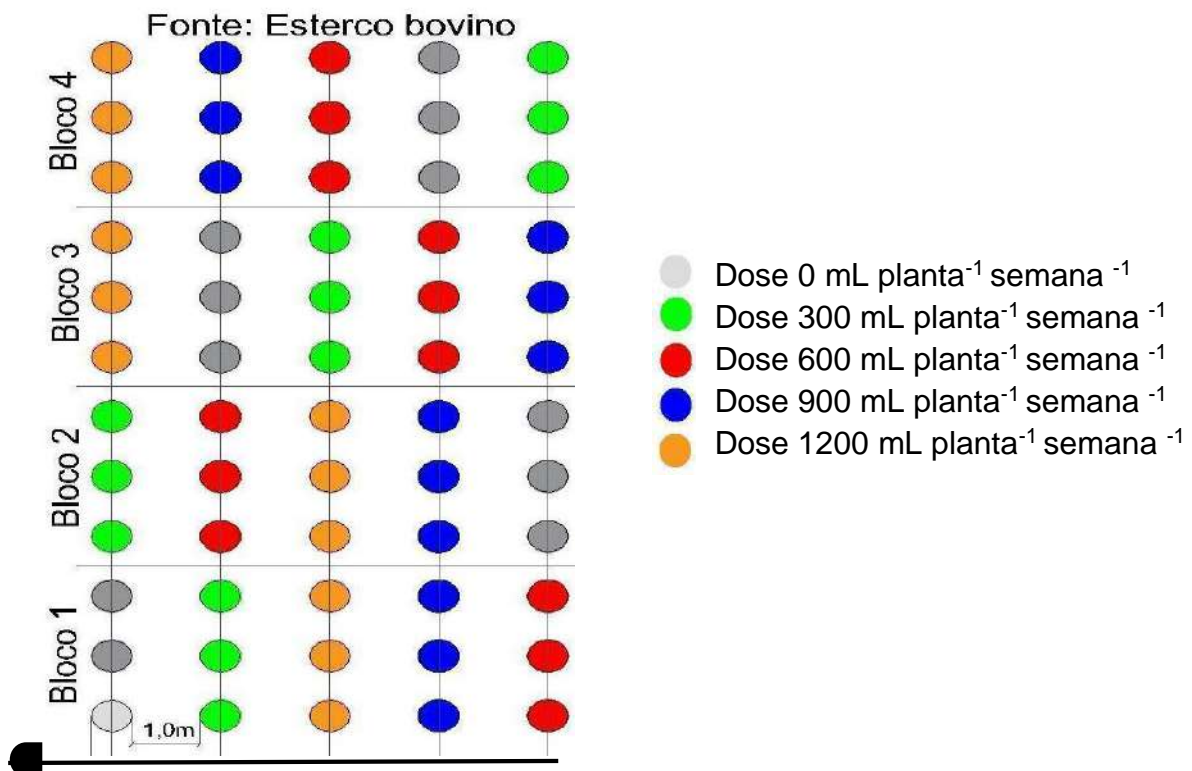 Fonte: Esterco bovino
Bloco 4
Bloco 3
Bloco 2
Bloco 1
1,0m
Dose 0 mL planta⁻¹ semana ⁻¹
Dose 300 mL planta⁻¹ semana ⁻¹
Dose 600 mL planta⁻¹ semana ⁻¹
Dose 900 mL planta⁻¹ semana ⁻¹
Dose 1200 mL planta⁻¹ semana ⁻¹